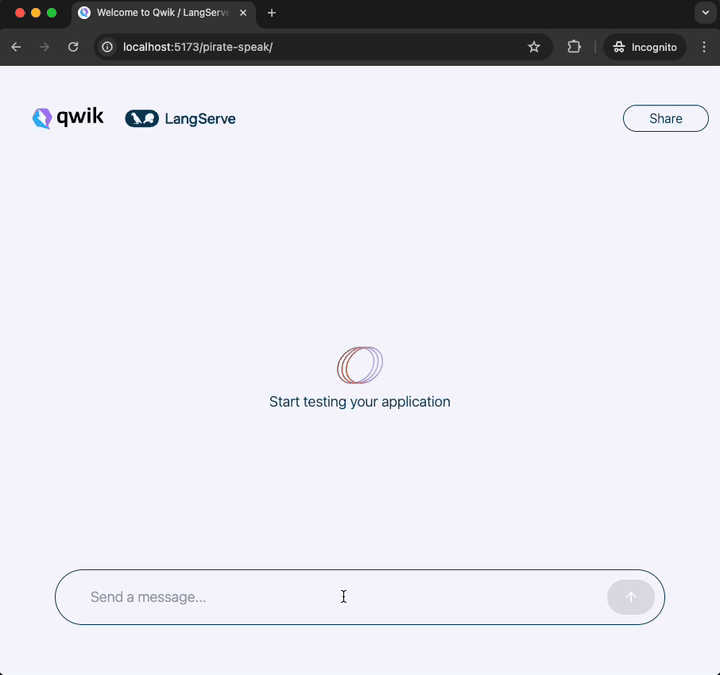 Welcome to Qwik / LangServe
localhost:5173/pirate-speak/
Incognito
qwik
LangServe
Share
Start testing your application
Send a message...